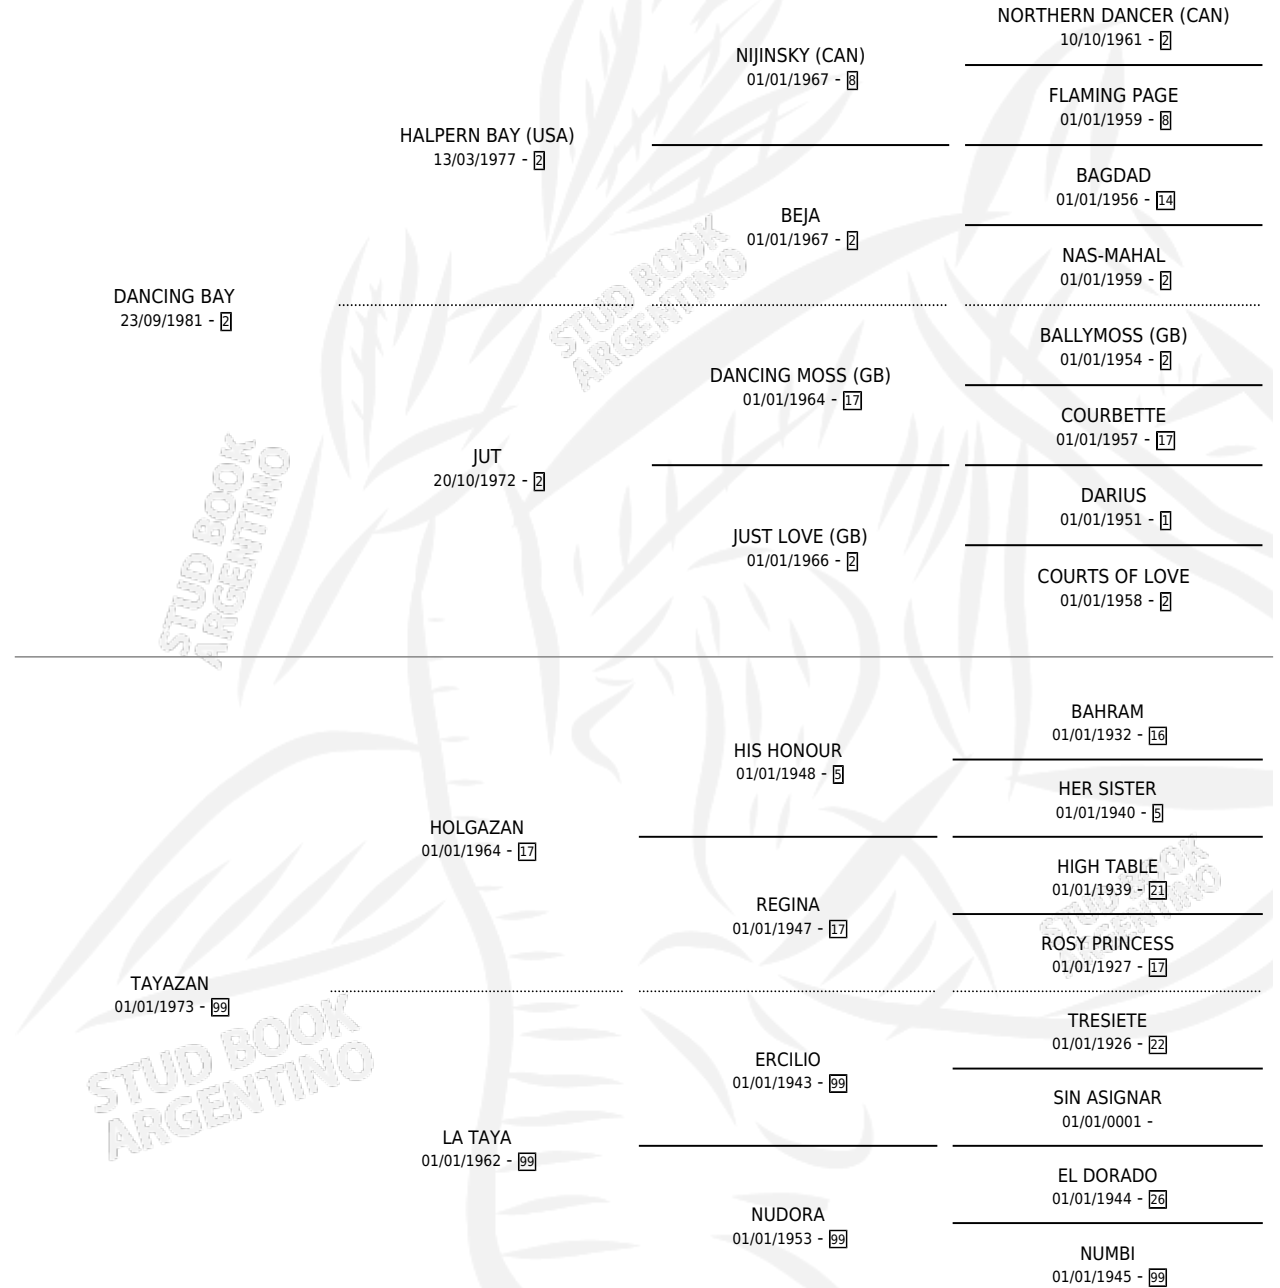 NORTHERN DANCER (CAN)
10/10/1961 - 2
NIJINSKY (CAN)
01/01/1967 - 8
FLAMING PAGE
01/01/1959 - 8
HALPERN BAY (USA)
13/03/1977 - 2
BAGDAD
01/01/1956 - 14
BEJA
01/01/1967 - 2
NAS-MAHAL
01/01/1959 - 2
DANCING BAY
23/09/1981 - 2
BALLYMOSS (GB)
01/01/1954 - 2
DANCING MOSS (GB)
01/01/1964 - 17
COURBETTE
01/01/1957 - 17
JUT
20/10/1972 - 2
DARIUS
01/01/1951 - 1
JUST LOVE (GB)
01/01/1966 - 2
COURTS OF LOVE
01/01/1958 - 2
BAHRAM
01/01/1932 - 16
HIS HONOUR
01/01/1948 - 5
HER SISTER
01/01/1940 - 5
HOLGAZAN
01/01/1964 - 17
HIGH TABLE
01/01/1939 - 21
REGINA
01/01/1947 - 17
ROSY PRINCESS
01/01/1927 - 17
TAYAZAN
01/01/1973 - 99
TRESIETE
01/01/1926 - 22
ERCILIO
01/01/1943 - 99
SIN ASIGNAR
01/01/0001 -
LA TAYA
01/01/1962 - 99
EL DORADO
01/01/1944 - 26
NUDORA
01/01/1953 - 99
NUMBI
01/01/1945 - 99
STUD BOOK
ARGENTINO
STUD BOOK
ARGENTINO
STUD BOOK
ARGENTINO
STUD BOOK
ARGENTINO